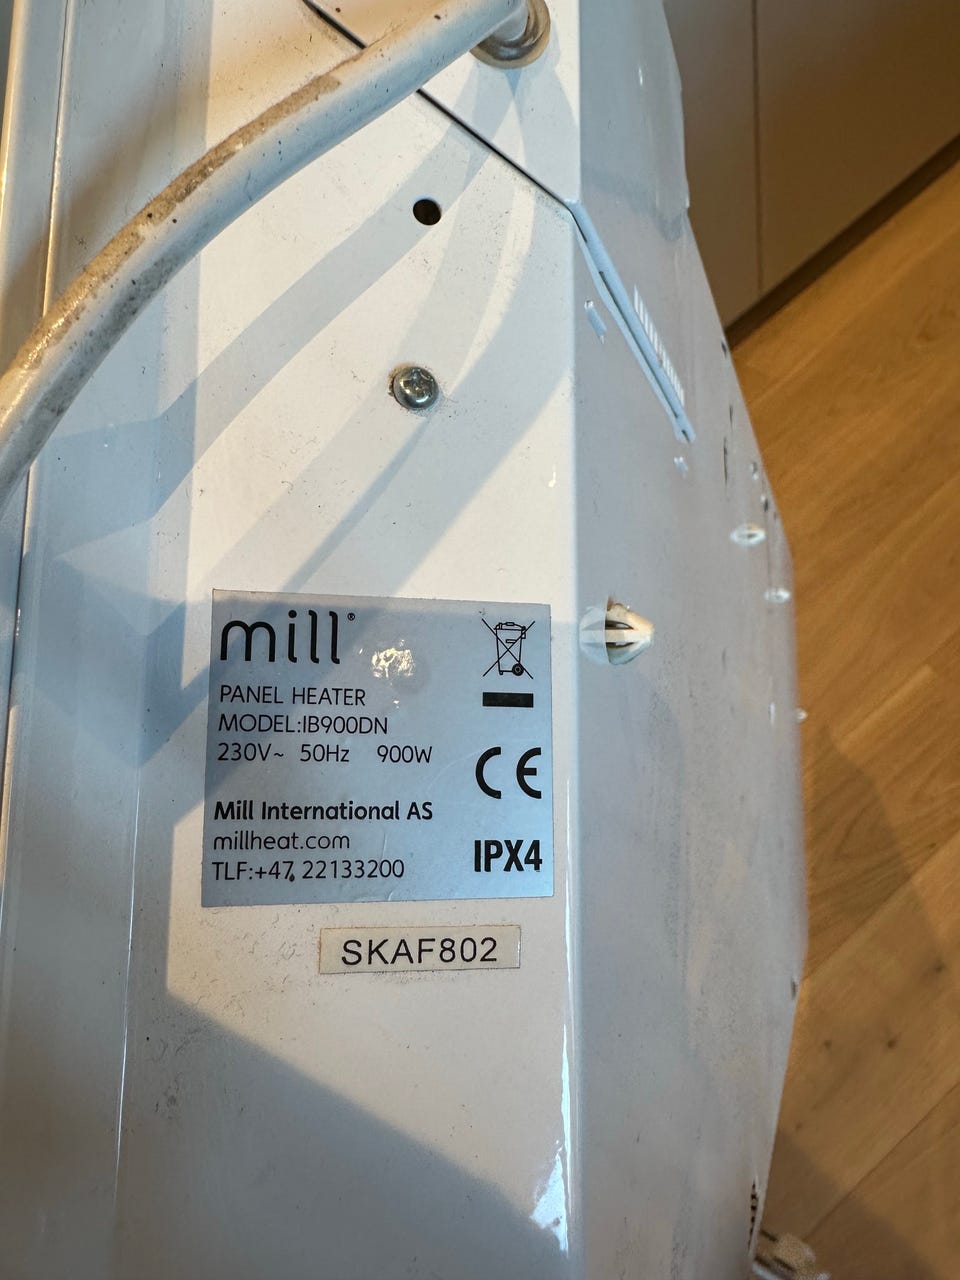 mill®
PANEL HEATER
MODEL:IB900DN
230V~ 50Hz 900W
CE
Mill International AS
millheat.com
TLF:+47 22133200
IPX4
SKAF802